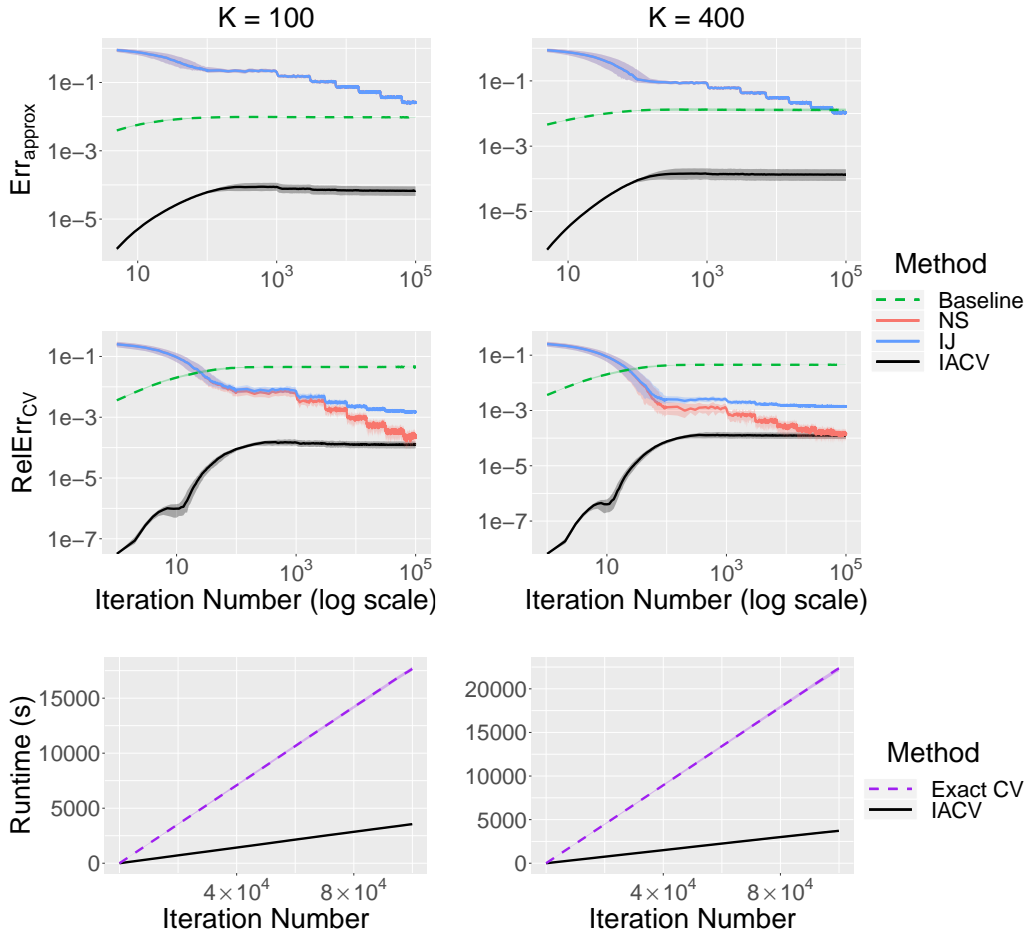 K = 100
K = 400
Err_approx
1e−1
1e−3
1e−5
10
10^3
10^5
1e−1
1e−3
1e−5
10
10^3
10^5
RelErr_CV
1e−1
1e−3
1e−5
1e−7
10
10^3
10^5
Iteration Number (log scale)
1e−1
1e−3
1e−5
1e−7
10
10^3
10^5
Iteration Number (log scale)
Method
Baseline
NS
IJ
IACV
Runtime (s)
15000
10000
5000
0
4×10^4
8×10^4
Iteration Number
20000
15000
10000
5000
0
4×10^4
8×10^4
Iteration Number
Method
Exact CV
IACV